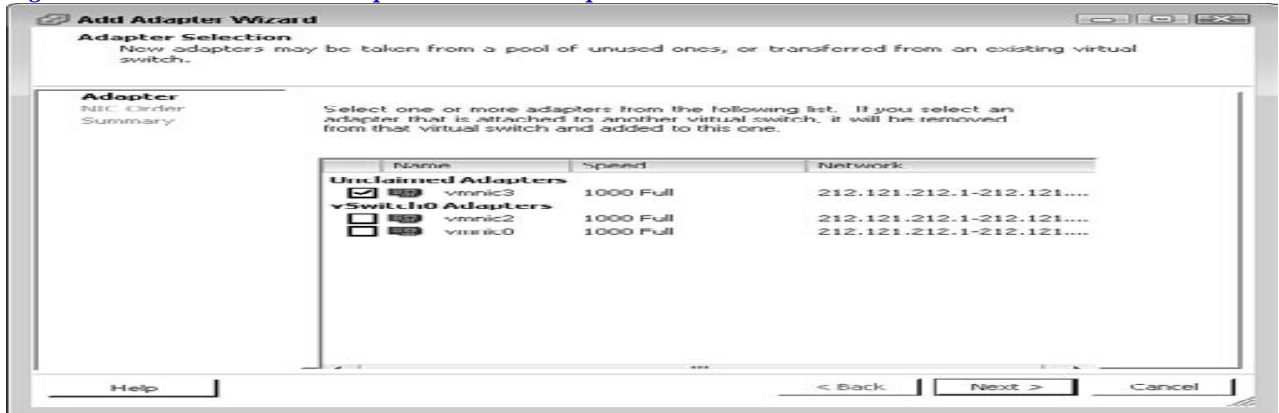 Add Adapter Wizard
Adapter Selection
New adapters may be taken from a pool of unused ones, or transferred from an existing virtual
switch.
Adapter
NIC Order
Summary
Select one or more adapters from the following list. If you select an
adapter that is attached to another virtual switch, it will be removed
from that virtual switch and added to this one.
Name Speed Network
Unclaimed Adapters
vmnic3 1000 Full 212.121.212.1-212.121....
vSwitch0 Adapters
vmnic2 1000 Full 212.121.212.1-212.121....
vmnic0 1000 Full 212.121.212.1-212.121....
Help < Back Next > Cancel